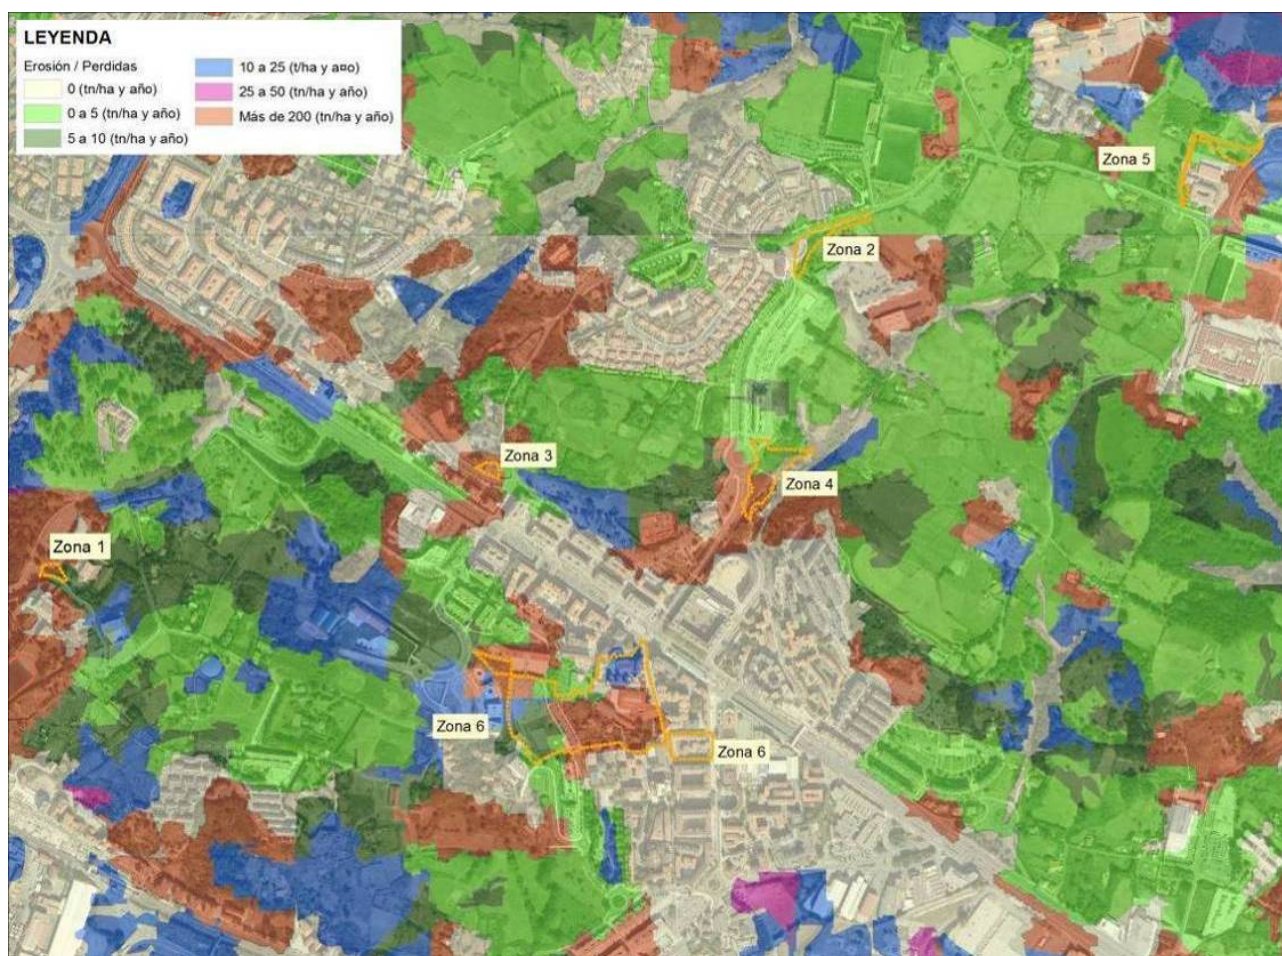 LEYENDA
Erosión / Perdidas
0 (tn/ha y año)
0 a 5 (tn/ha y año)
5 a 10 (tn/ha y año)
10 a 25 (t/ha y a¤o)
25 a 50 (tn/ha y año)
Más de 200 (tn/ha y año)
Zona 5
Zona 2
Zona 3
Zona 4
Zona 1
Zona 6
Zona 6